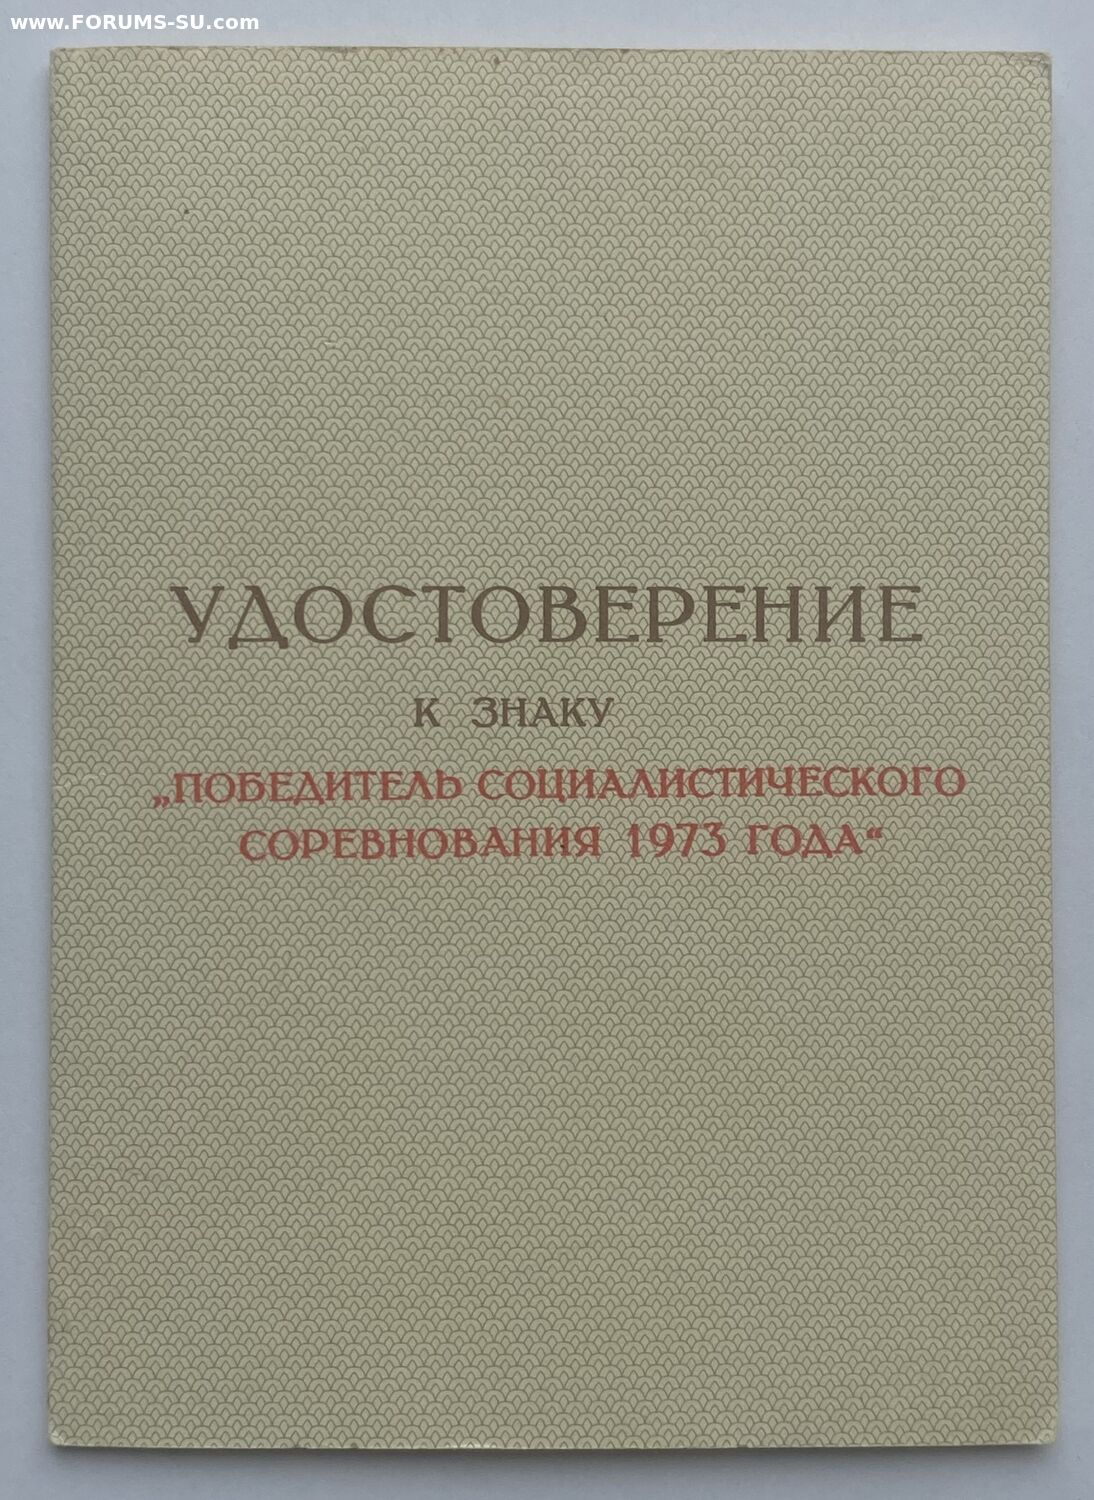 www.FORUMS-SU.com
УДОСТОВЕРЕНИЕ
К ЗНАКУ
„ПОБЕДИТЕЛЬ СОЦИАЛИСТИЧЕСКОГО
СОРЕВНОВАНИЯ 1973 ГОДА“